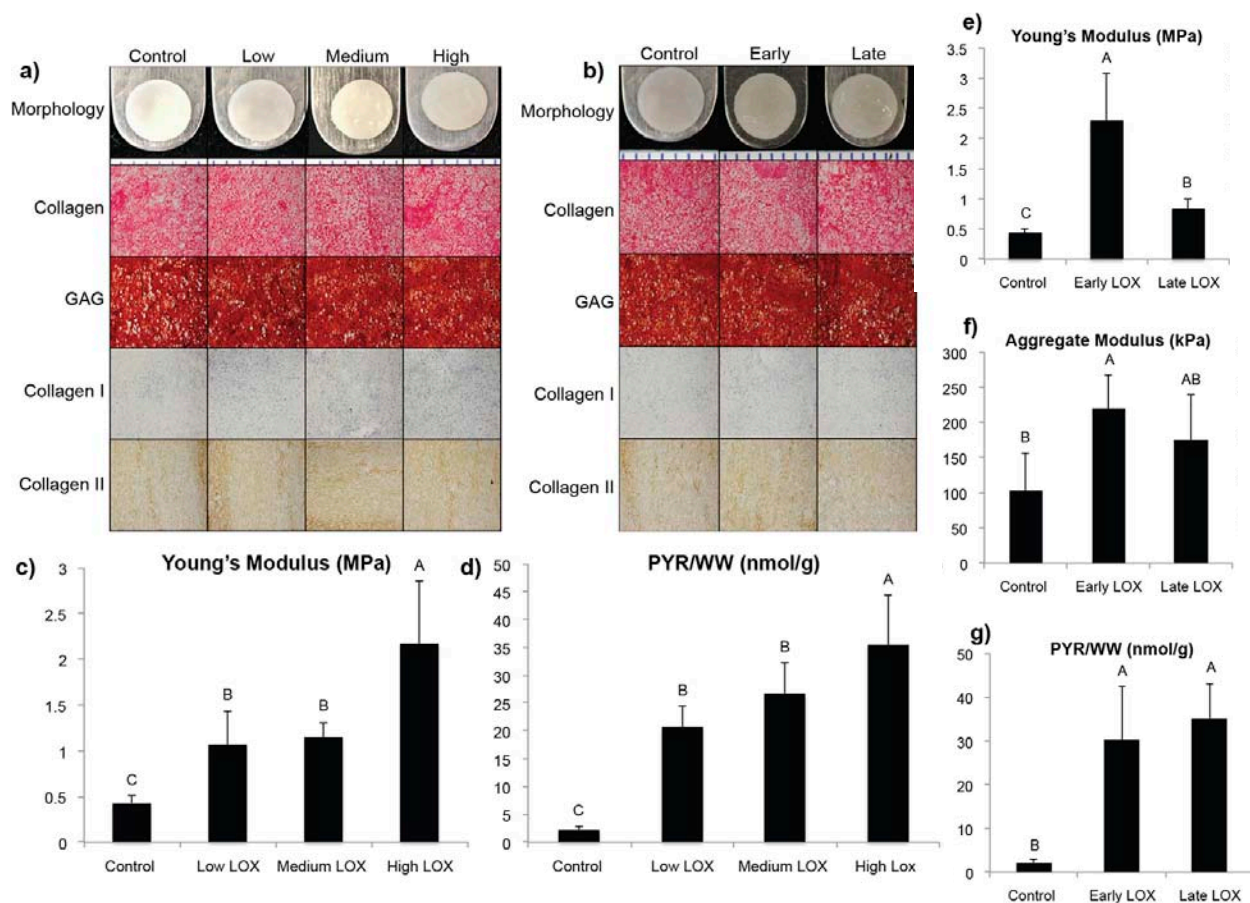 a)
Control Low Medium High
Morphology
Collagen
GAG
Collagen I
Collagen II
b)
Control Early Late
Morphology
Collagen
GAG
Collagen I
Collagen II
c)
Young's Modulus (MPa)
3
2.5
2
1.5
1
0.5
0
C
B
B
A
Control Low LOX Medium LOX High LOX
d)
PYR/WW (nmol/g)
50
45
40
35
30
25
20
15
10
5
0
C
B
B
A
Control Low LOX Medium LOX High Lox
e)
Young's Modulus (MPa)
3.5
3
2.5
2
1.5
1
0.5
0
C
A
B
Control Early LOX Late LOX
f)
Aggregate Modulus (kPa)
300
250
200
150
100
50
0
B
A
AB
Control Early LOX Late LOX
g)
PYR/WW (nmol/g)
50
40
30
20
10
0
B
A
A
Control Early LOX Late LOX